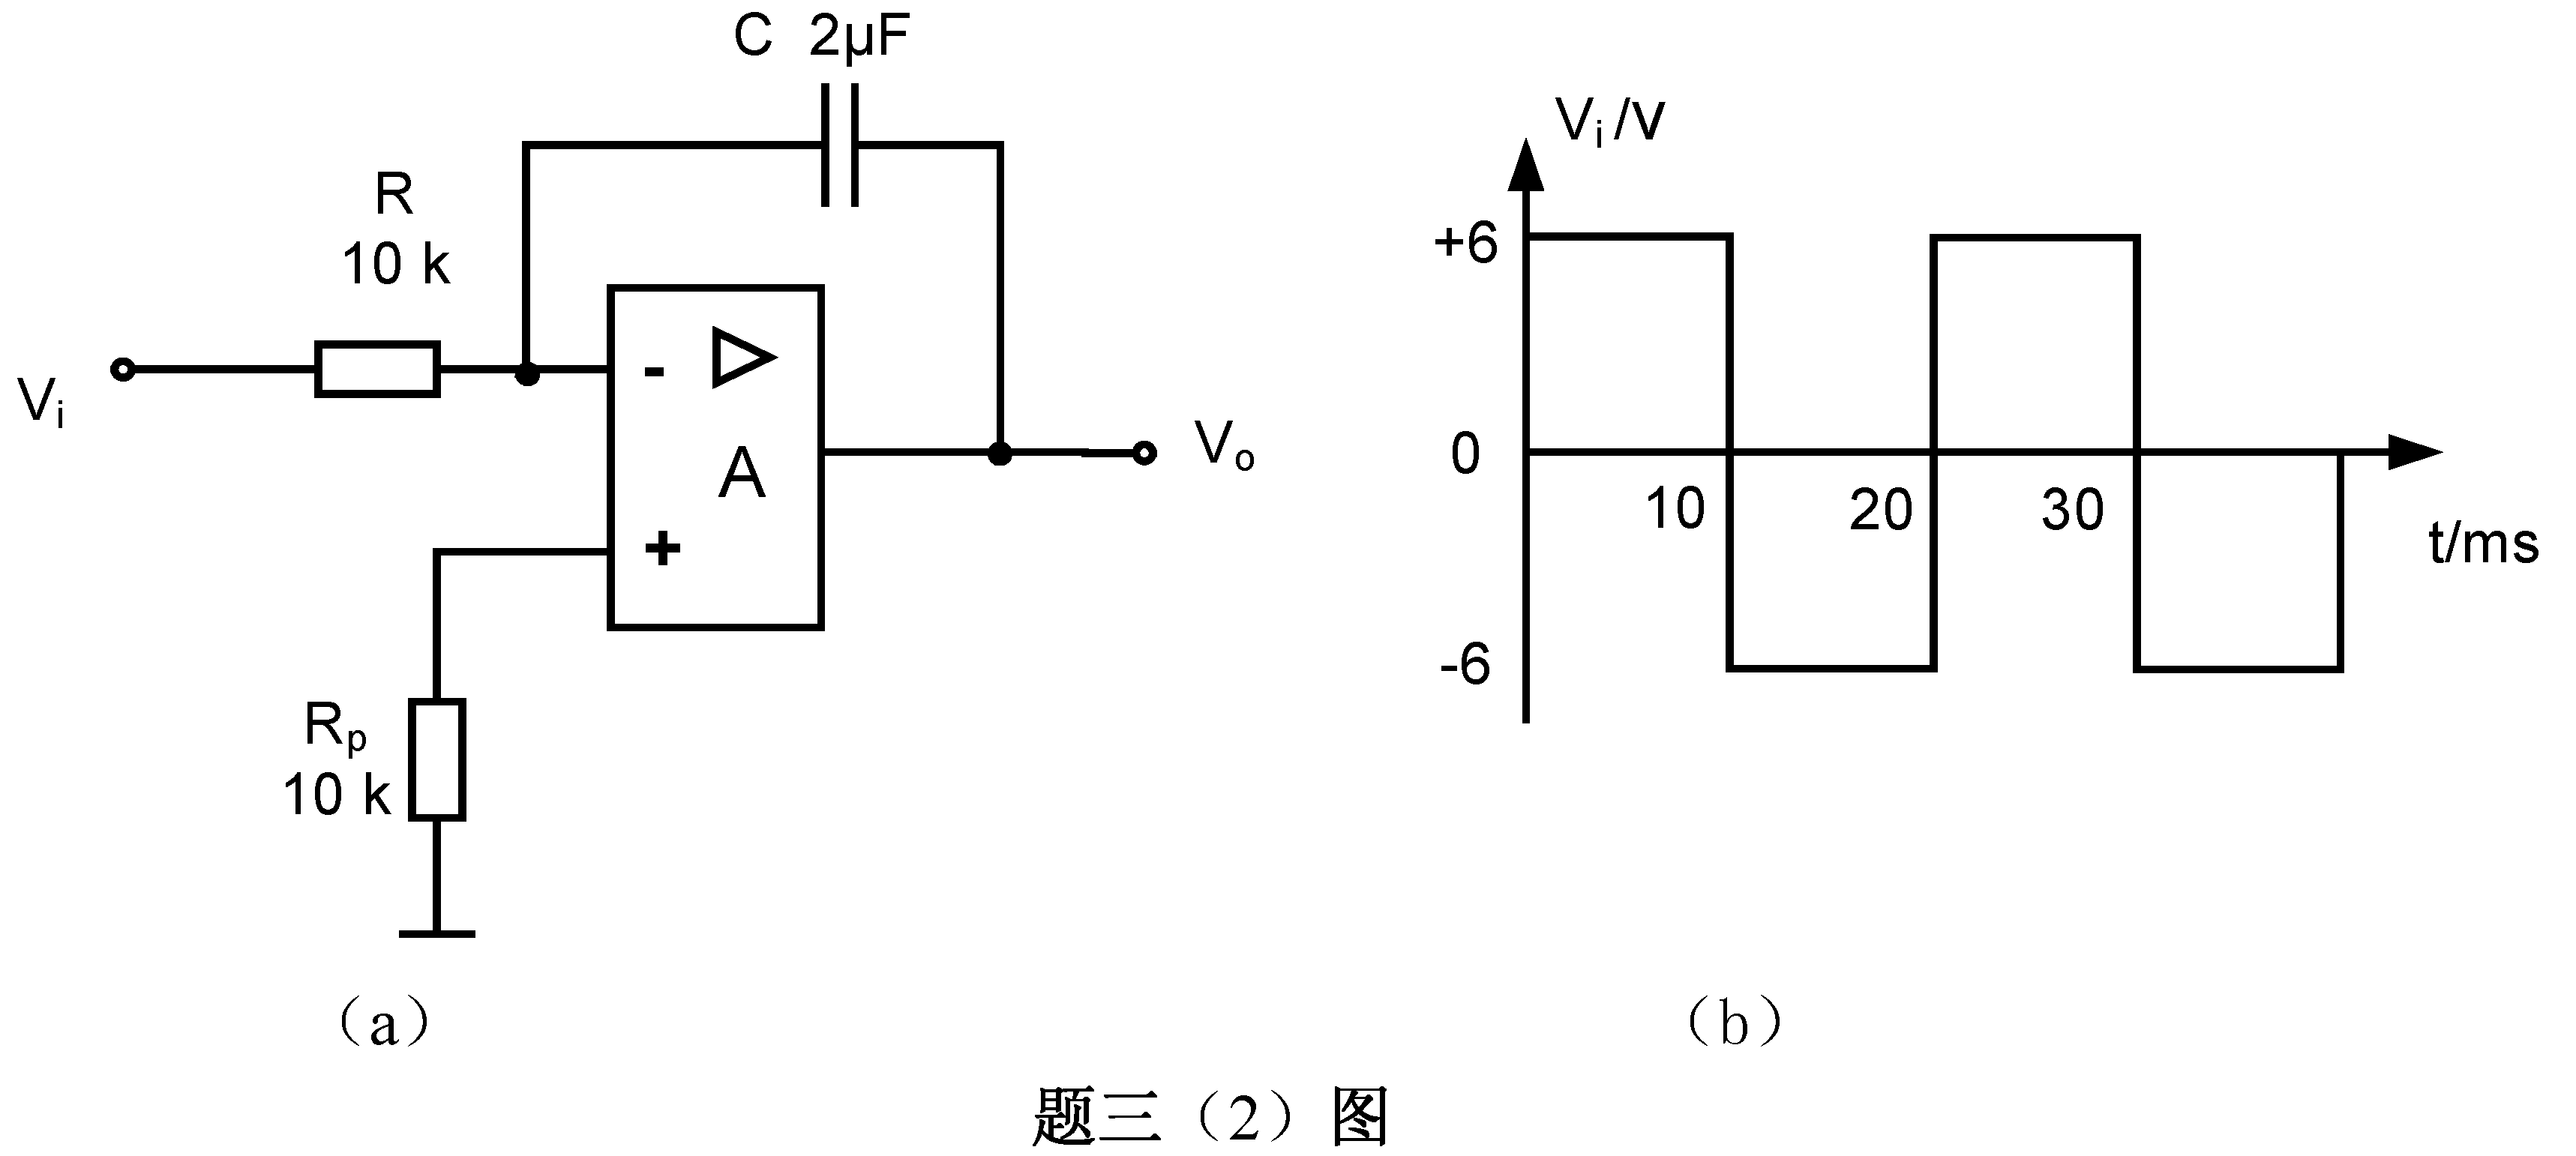 C 2µF
R
10 k
Vi
-
A
+
Vo
Rp
10 k
(a)
Vi /V
+6
0
10
20
30
t/ms
-6
(b)
题三（2）图